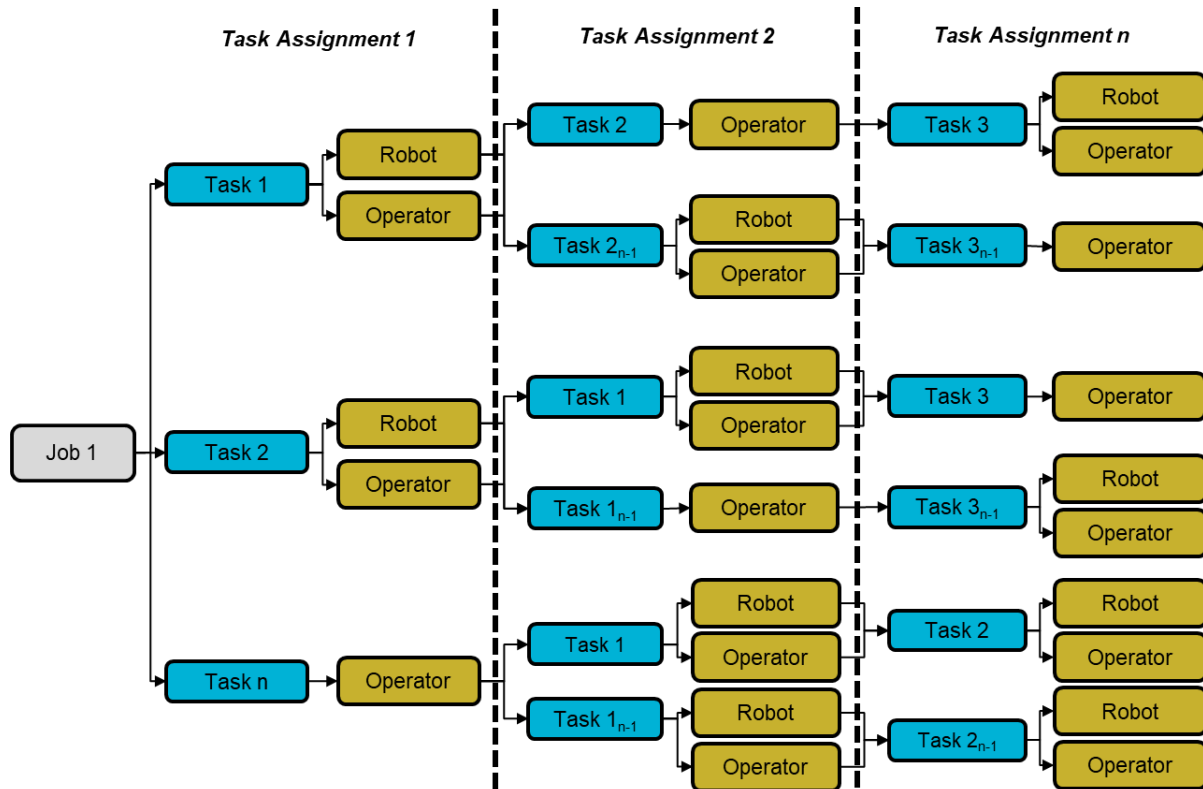 Task Assignment 1
Task Assignment 2
Task Assignment n
Robot
Task 2
Operator
Task 3
Robot
Operator
Task 1
Robot
Operator
Task 2n-1
Robot
Operator
Task 3n-1
Operator
Job 1
Task 2
Robot
Operator
Task 1
Robot
Operator
Task 3
Operator
Task 1n-1
Operator
Task 3n-1
Robot
Operator
Task n
Operator
Task 1
Robot
Operator
Task 2
Robot
Operator
Task 1n-1
Robot
Operator
Task 2n-1
Robot
Operator